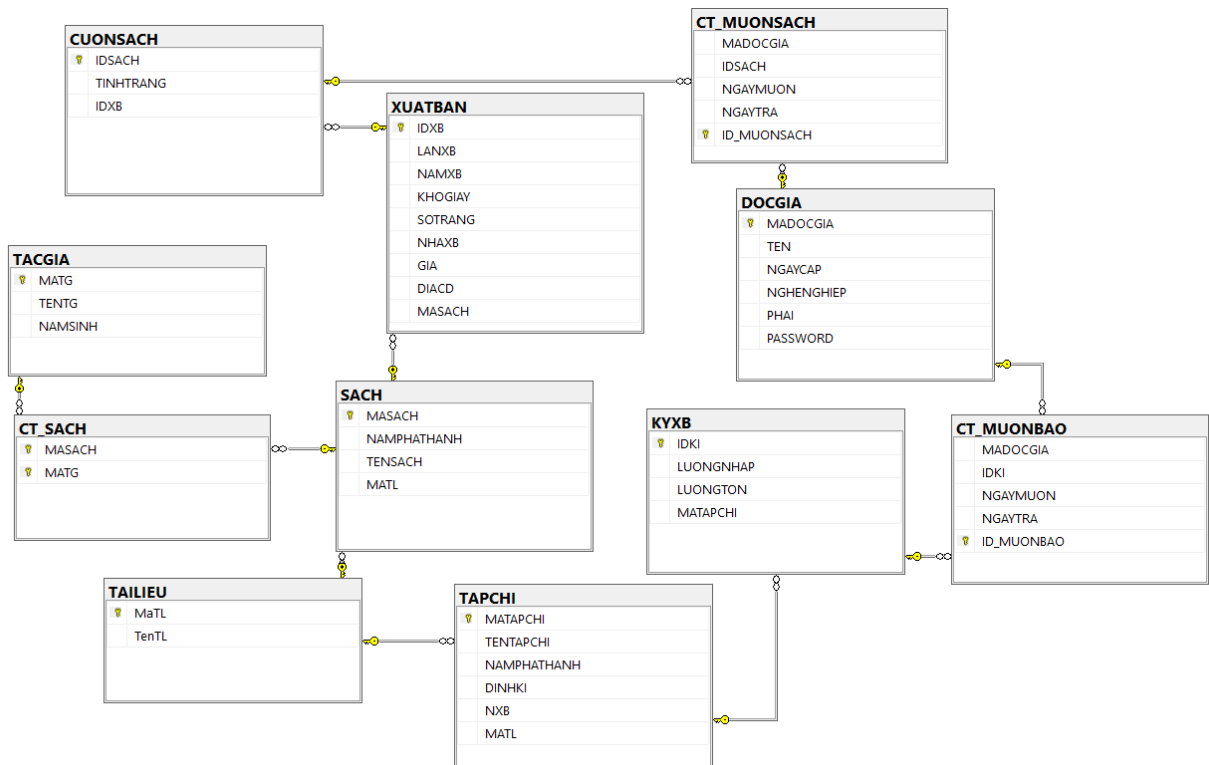 CUONSACH
IDSACH
TINHTRANG
IDXB
CT_MUONSACH
MADOCGIA
IDSACH
NGAYMUON
NGAYTRA
ID_MUONSACH
XUATBAN
IDXB
LANXB
NAMXB
KHOGIAY
SOTRANG
NHAXB
GIA
DIACD
MASACH
DOCGIA
MADOCGIA
TEN
NGAYCAP
NGHENGHIEP
PHAI
PASSWORD
TACGIA
MATG
TENTG
NAMSINH
CT_SACH
MASACH
MATG
SACH
MASACH
NAMPHATHANH
TENSACH
MATL
KYXB
IDKI
LUONGNHAP
LUONGTON
MATAPCHI
CT_MUONBAO
MADOCGIA
IDKI
NGAYMUON
NGAYTRA
ID_MUONBAO
TAILIEU
MaTL
TenTL
TAPCHI
MATAPCHI
TENTAPCHI
NAMPHATHANH
DINHKI
NXB
MATL